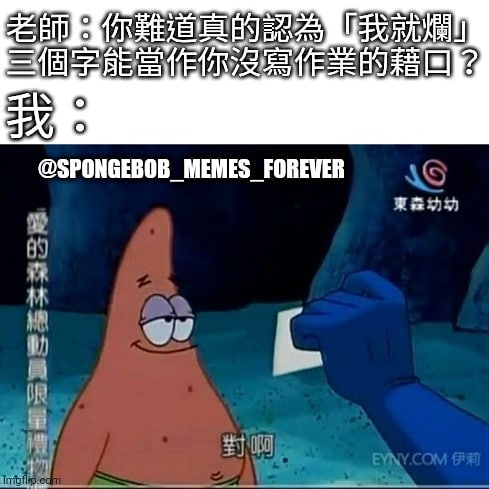 老師：你難道真的認為「我就爛」
三個字能當作你沒寫作業的藉口？
我：
@SPONGEBOB_MEMES_FOREVER
東森幼幼
愛的森林總動員限量禮物
對啊
EYNY.COM 伊莉
imgflip.com